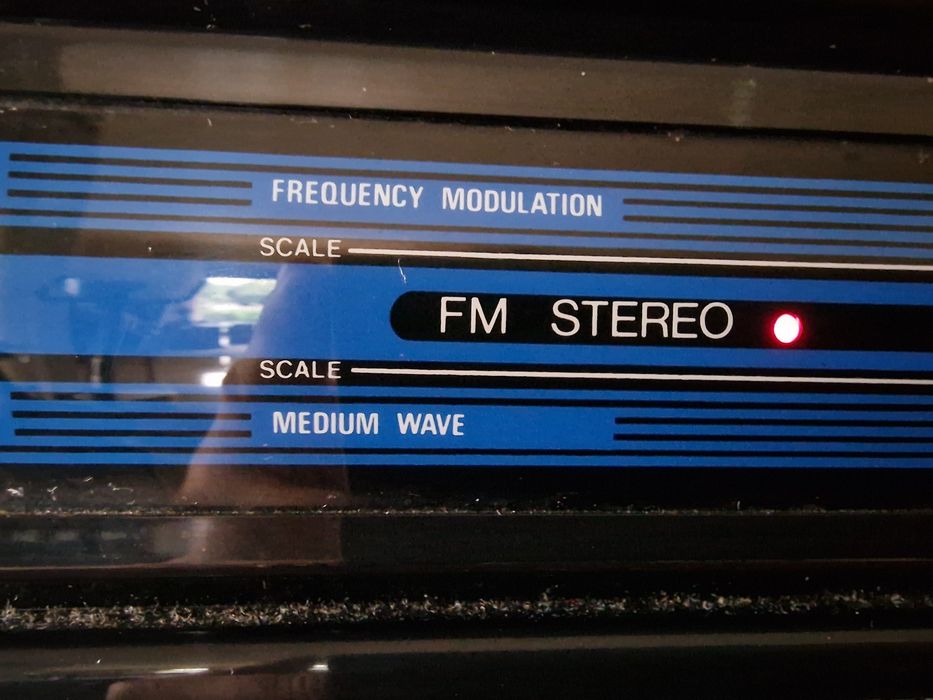 FREQUENCY MODULATION
SCALE
FM STEREO
SCALE
MEDIUM WAVE